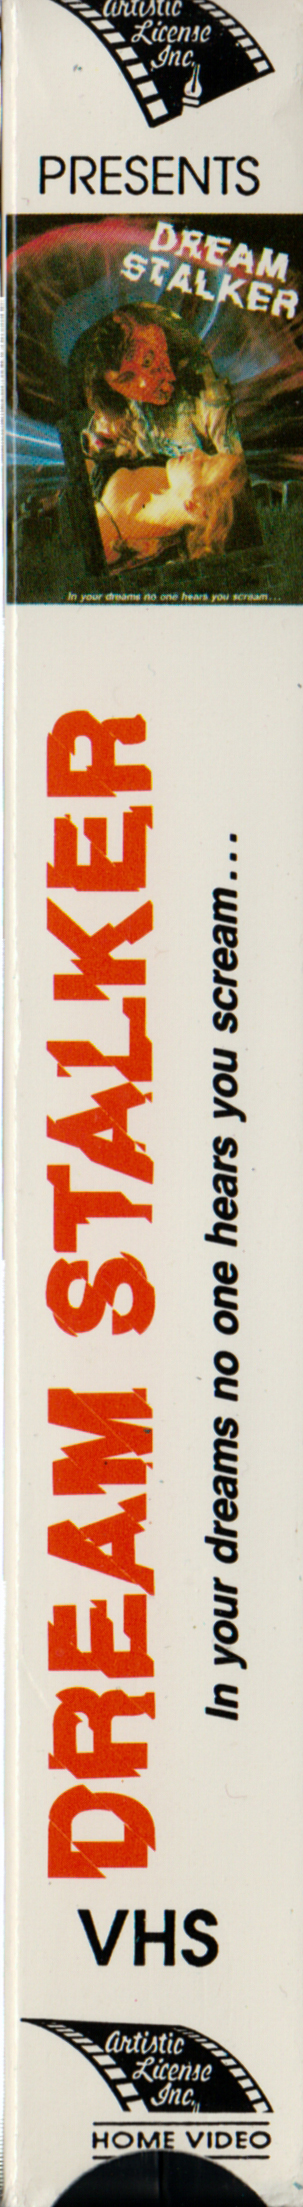 Artistic
License
Inc.
PRESENTS
DREAM
STALKER
In your dreams no one hears you scream...
DREAM STALKER
In your dreams no one hears you scream...
VHS
Artistic
License
Inc.
HOME VIDEO